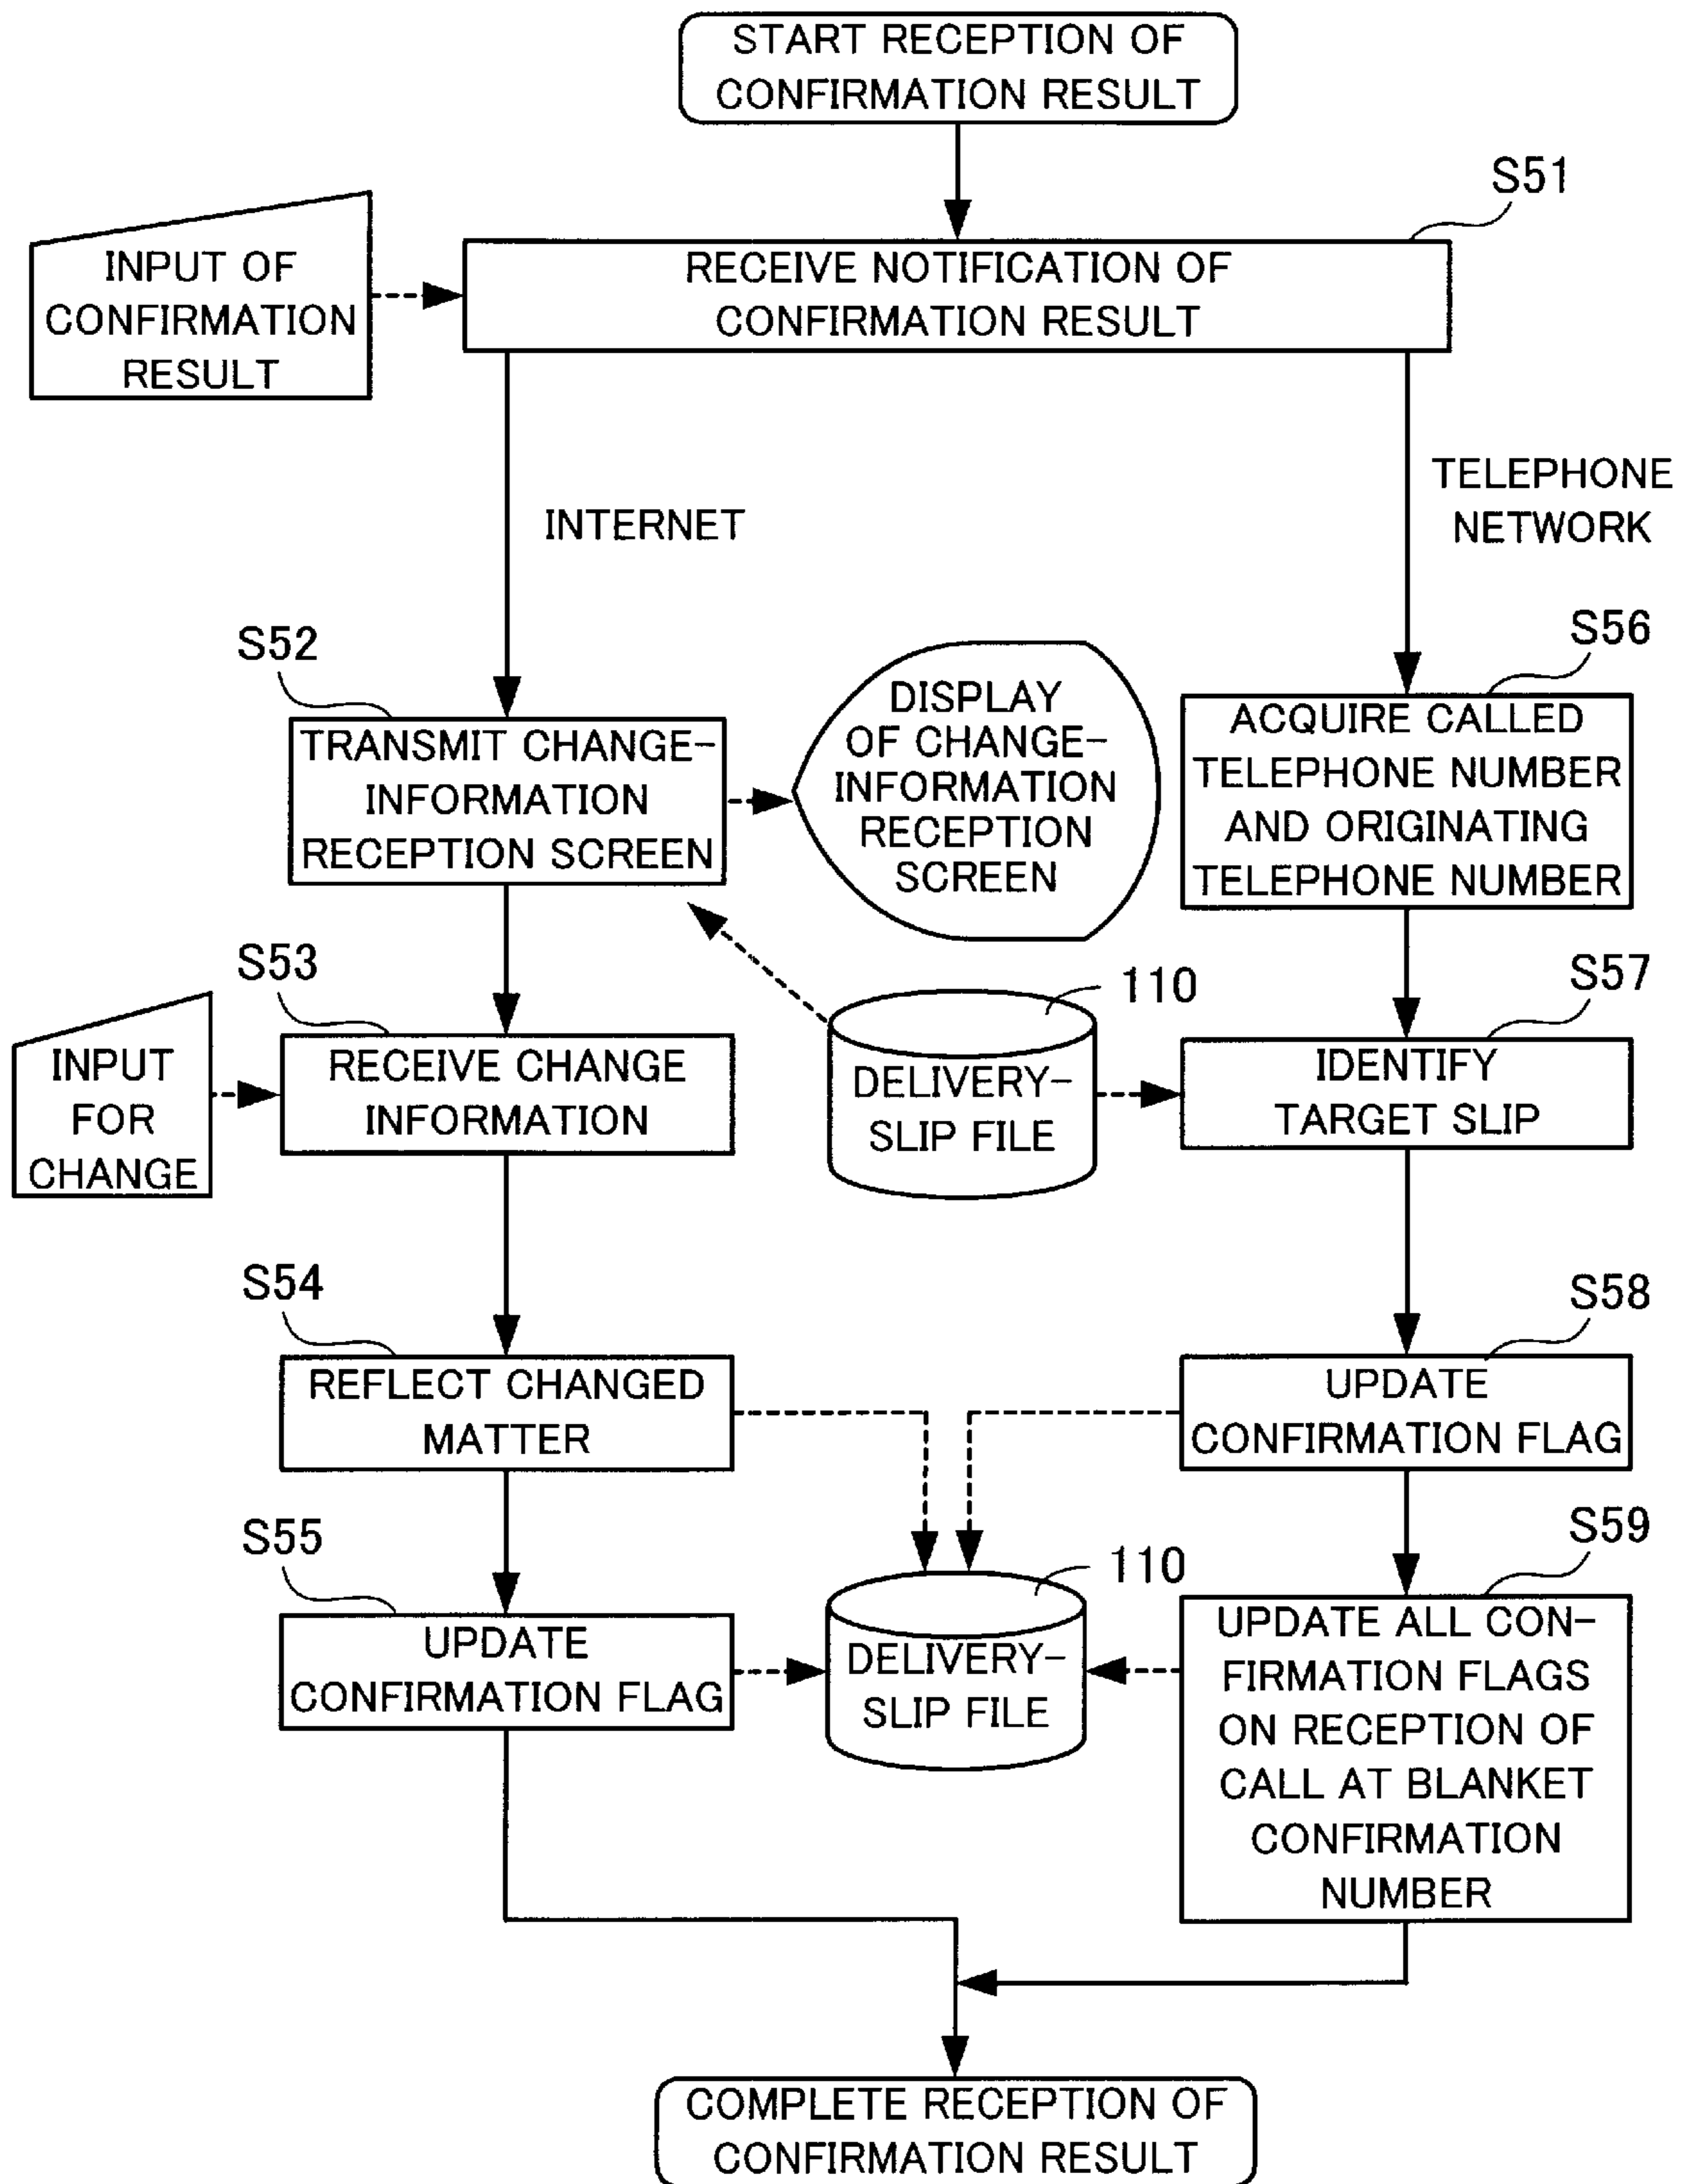 START RECEPTION OF
CONFIRMATION RESULT
S51
INPUT OF
CONFIRMATION
RESULT
RECEIVE NOTIFICATION OF
CONFIRMATION RESULT
INTERNET
TELEPHONE
NETWORK
S52
TRANSMIT CHANGE-
INFORMATION
RECEPTION SCREEN
DISPLAY
OF CHANGE-
INFORMATION
RECEPTION
SCREEN
S56
ACQUIRE CALLED
TELEPHONE NUMBER
AND ORIGINATING
TELEPHONE NUMBER
S53
INPUT
FOR
CHANGE
RECEIVE CHANGE
INFORMATION
110
DELIVERY-
SLIP FILE
S57
IDENTIFY
TARGET SLIP
S54
REFLECT CHANGED
MATTER
S58
UPDATE
CONFIRMATION FLAG
S55
UPDATE
CONFIRMATION FLAG
110
DELIVERY-
SLIP FILE
S59
UPDATE ALL CON-
FIRMATION FLAGS
ON RECEPTION OF
CALL AT BLANKET
CONFIRMATION
NUMBER
COMPLETE RECEPTION OF
CONFIRMATION RESULT